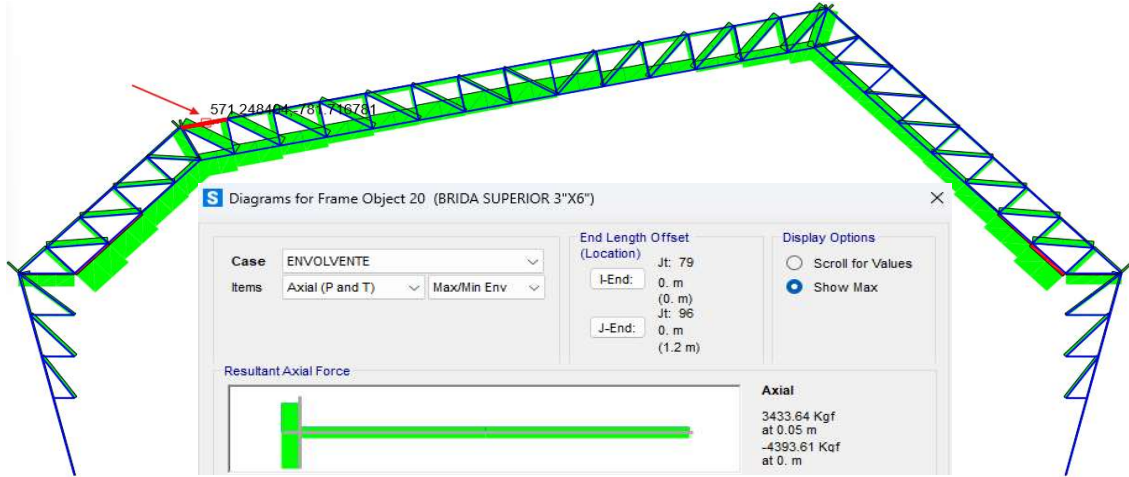 571.248404,-781.716781
S Diagrams for Frame Object 20 (BRIDA SUPERIOR 3"X6")
End Length Offset
(Location)
Display Options
Case ENVOLVENTE
Items Axial (P and T) Max/Min Env
Jt: 79
I-End: 0. m
(0. m)
Jt: 96
J-End: 0. m
(1.2 m)
Scroll for Values
Show Max
Resultant Axial Force
Axial
3433.64 Kgf
at 0.05 m
-4393.61 Kgf
at 0. m